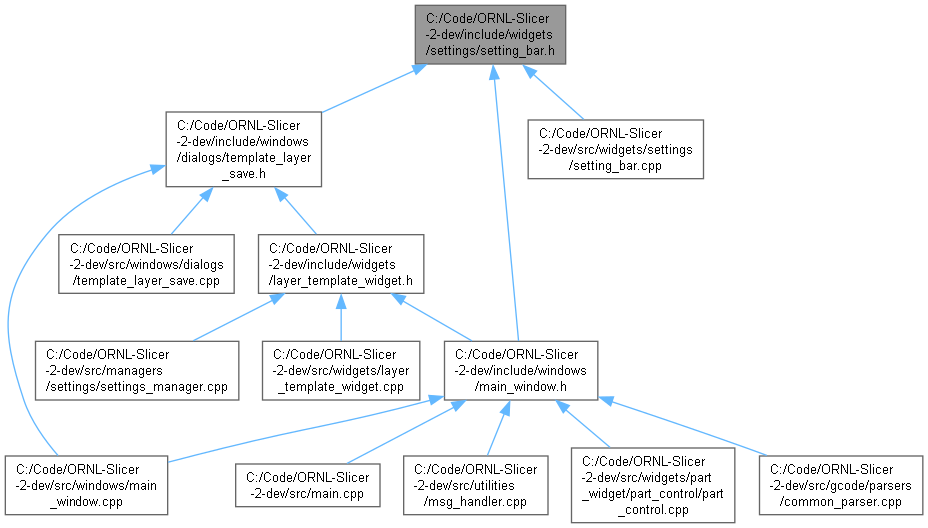 C:/Code/ORNL-Slicer
-2-dev/include/widgets
/settings/setting_bar.h
C:/Code/ORNL-Slicer
-2-dev/include/windows
/dialogs/template_layer
_save.h
C:/Code/ORNL-Slicer
-2-dev/src/widgets/settings
/setting_bar.cpp
C:/Code/ORNL-Slicer
-2-dev/src/windows/dialogs
/template_layer_save.cpp
C:/Code/ORNL-Slicer
-2-dev/include/widgets
/layer_template_widget.h
C:/Code/ORNL-Slicer
-2-dev/src/managers
/settings/settings_manager.cpp
C:/Code/ORNL-Slicer
-2-dev/src/widgets/layer
_template_widget.cpp
C:/Code/ORNL-Slicer
-2-dev/include/windows
/main_window.h
C:/Code/ORNL-Slicer
-2-dev/src/windows/main
_window.cpp
C:/Code/ORNL-Slicer
-2-dev/src/main.cpp
C:/Code/ORNL-Slicer
-2-dev/src/utilities
/msg_handler.cpp
C:/Code/ORNL-Slicer
-2-dev/src/widgets/part
_widget/part_control/part
_control.cpp
C:/Code/ORNL-Slicer
-2-dev/src/gcode/parsers
/common_parser.cpp